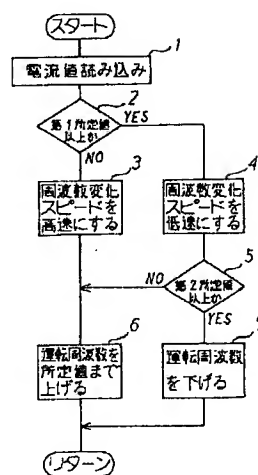 スタート
1
電流値読み込み
2
第1所定値
以上か
YES
NO
3
周波数変化
スピードを
高速にする
4
周波数変化
スピードを
低速にする
5
第2所定値
以上か
NO
YES
6
運転周波数を
所定値まで
上げる
運転周波数
を下げる
リターン